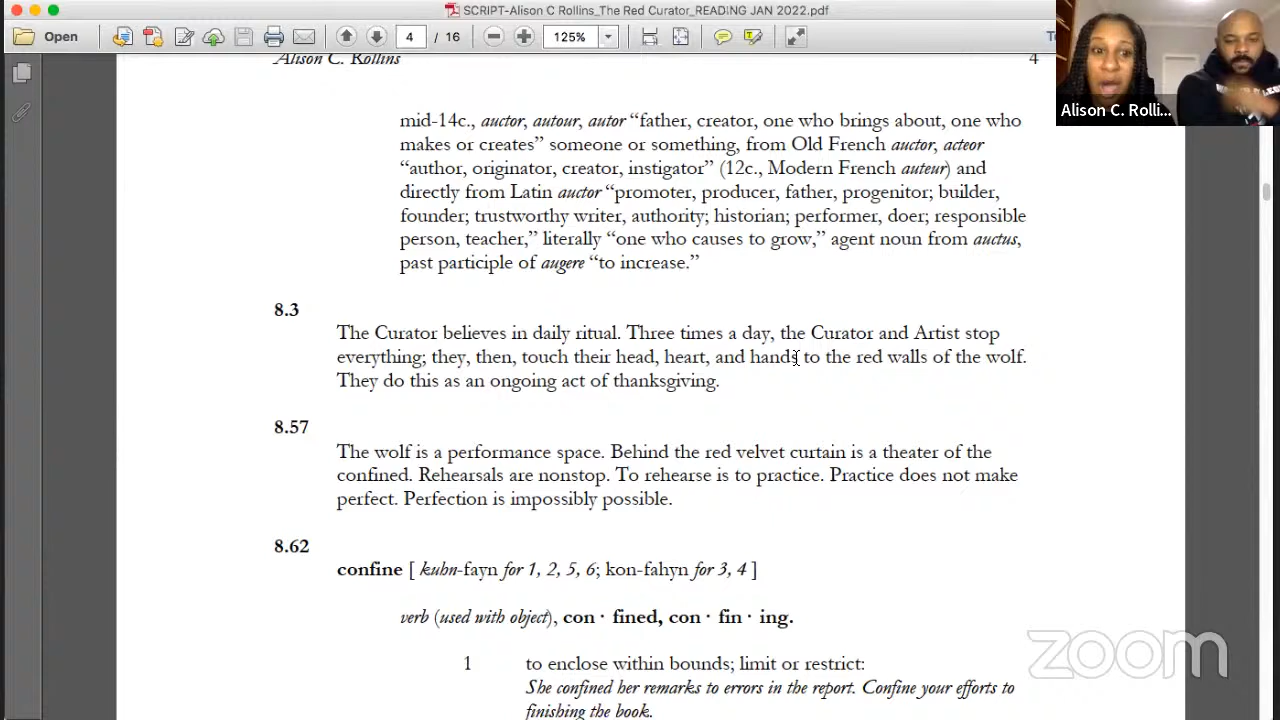 SCRIPT-Alison C Rollins_The Red Curator_READING JAN 2022.pdf
Open 4 / 16 125%
Alison C. Rollins 4
mid-14c., auctor, autour, autor “father, creator, one who brings about, one who
makes or creates” someone or something, from Old French auctor, acteor
“author, originator, creator, instigator” (12c., Modern French auteur) and
directly from Latin auctor “promoter, producer, father, progenitor; builder,
founder; trustworthy writer, authority; historian; performer, doer; responsible
person, teacher,” literally “one who causes to grow,” agent noun from auctus,
past participle of augere “to increase.”
8.3
The Curator believes in daily ritual. Three times a day, the Curator and Artist stop
everything; they, then, touch their head, heart, and hands to the red walls of the wolf.
They do this as an ongoing act of thanksgiving.
8.57
The wolf is a performance space. Behind the red velvet curtain is a theater of the
confined. Rehearsals are nonstop. To rehearse is to practice. Practice does not make
perfect. Perfection is impossibly possible.
8.62
confine [ kuhn-fayn for 1, 2, 5, 6; kon-fahyn for 3, 4 ]
verb (used with object), con · fined, con · fin · ing.
1 to enclose within bounds; limit or restrict:
She confined her remarks to errors in the report. Confine your efforts to
finishing the book.
Alison C. Rolli...
zoom